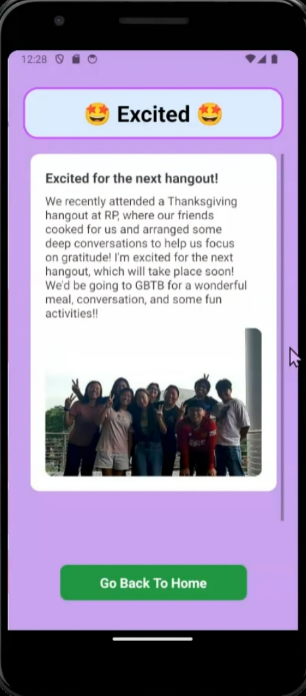 12:28
🤩 Excited 🤩
Excited for the next hangout!
We recently attended a Thanksgiving
hangout at RP, where our friends
cooked for us and arranged some
deep conversations to help us focus
on gratitude! I'm excited for the next
hangout, which will take place soon!
We'd be going to GBTB for a wonderful
meal, conversation, and some fun
activities!!
Go Back To Home